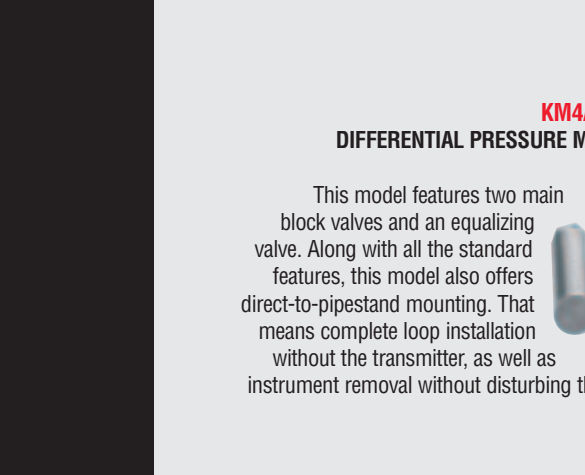 KM4
DIFFERENTIAL PRESSURE M
This model features two main
block valves and an equalizing
valve. Along with all the standard
features, this model also offers
direct-to-pipestand mounting. That
means complete loop installation
without the transmitter, as well as
instrument removal without disturbing t